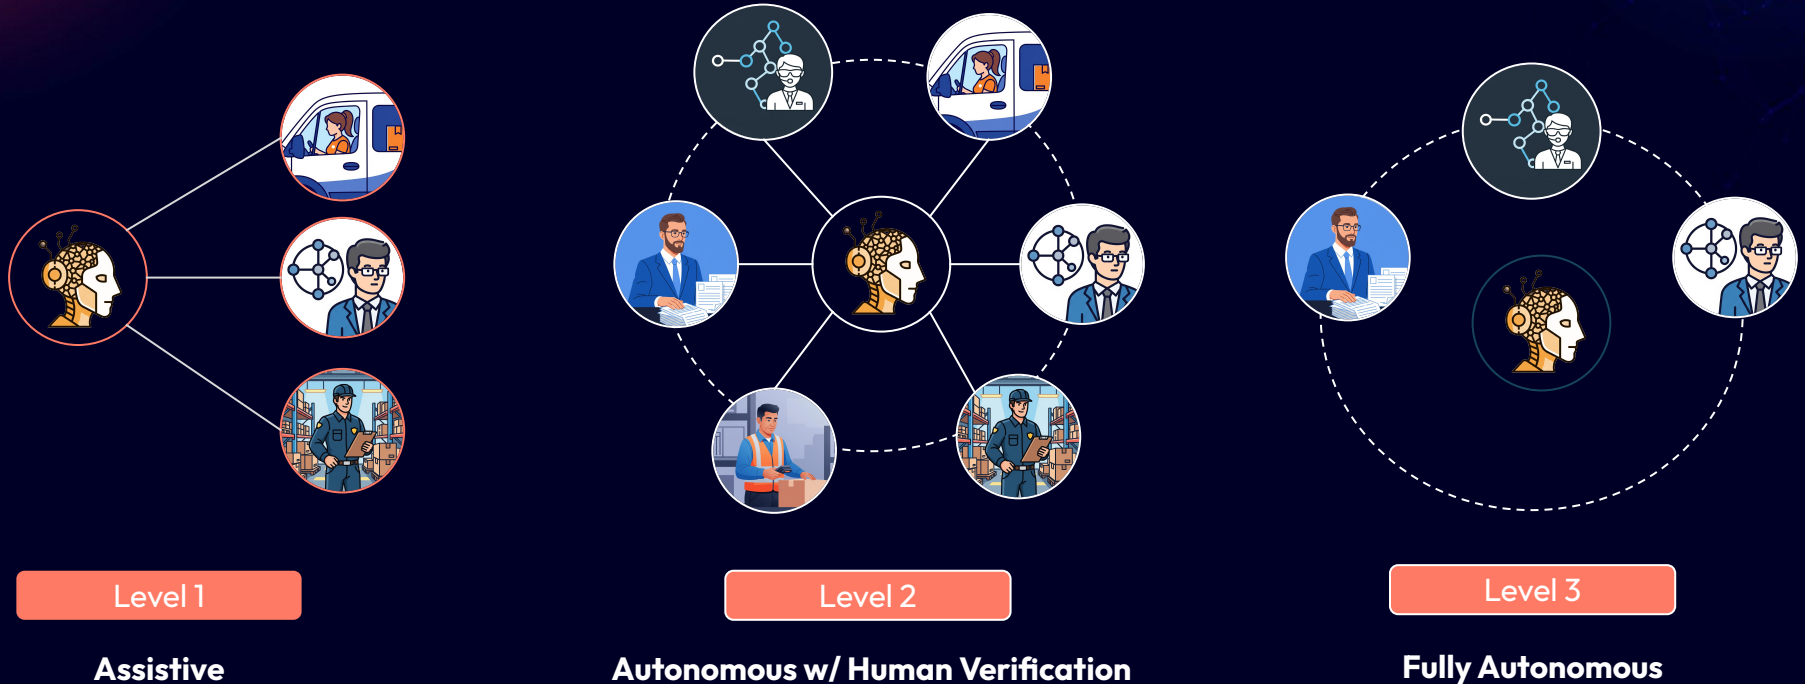 Level 1
Assistive
Level 2
Autonomous w/ Human Verification
Level 3
Fully Autonomous